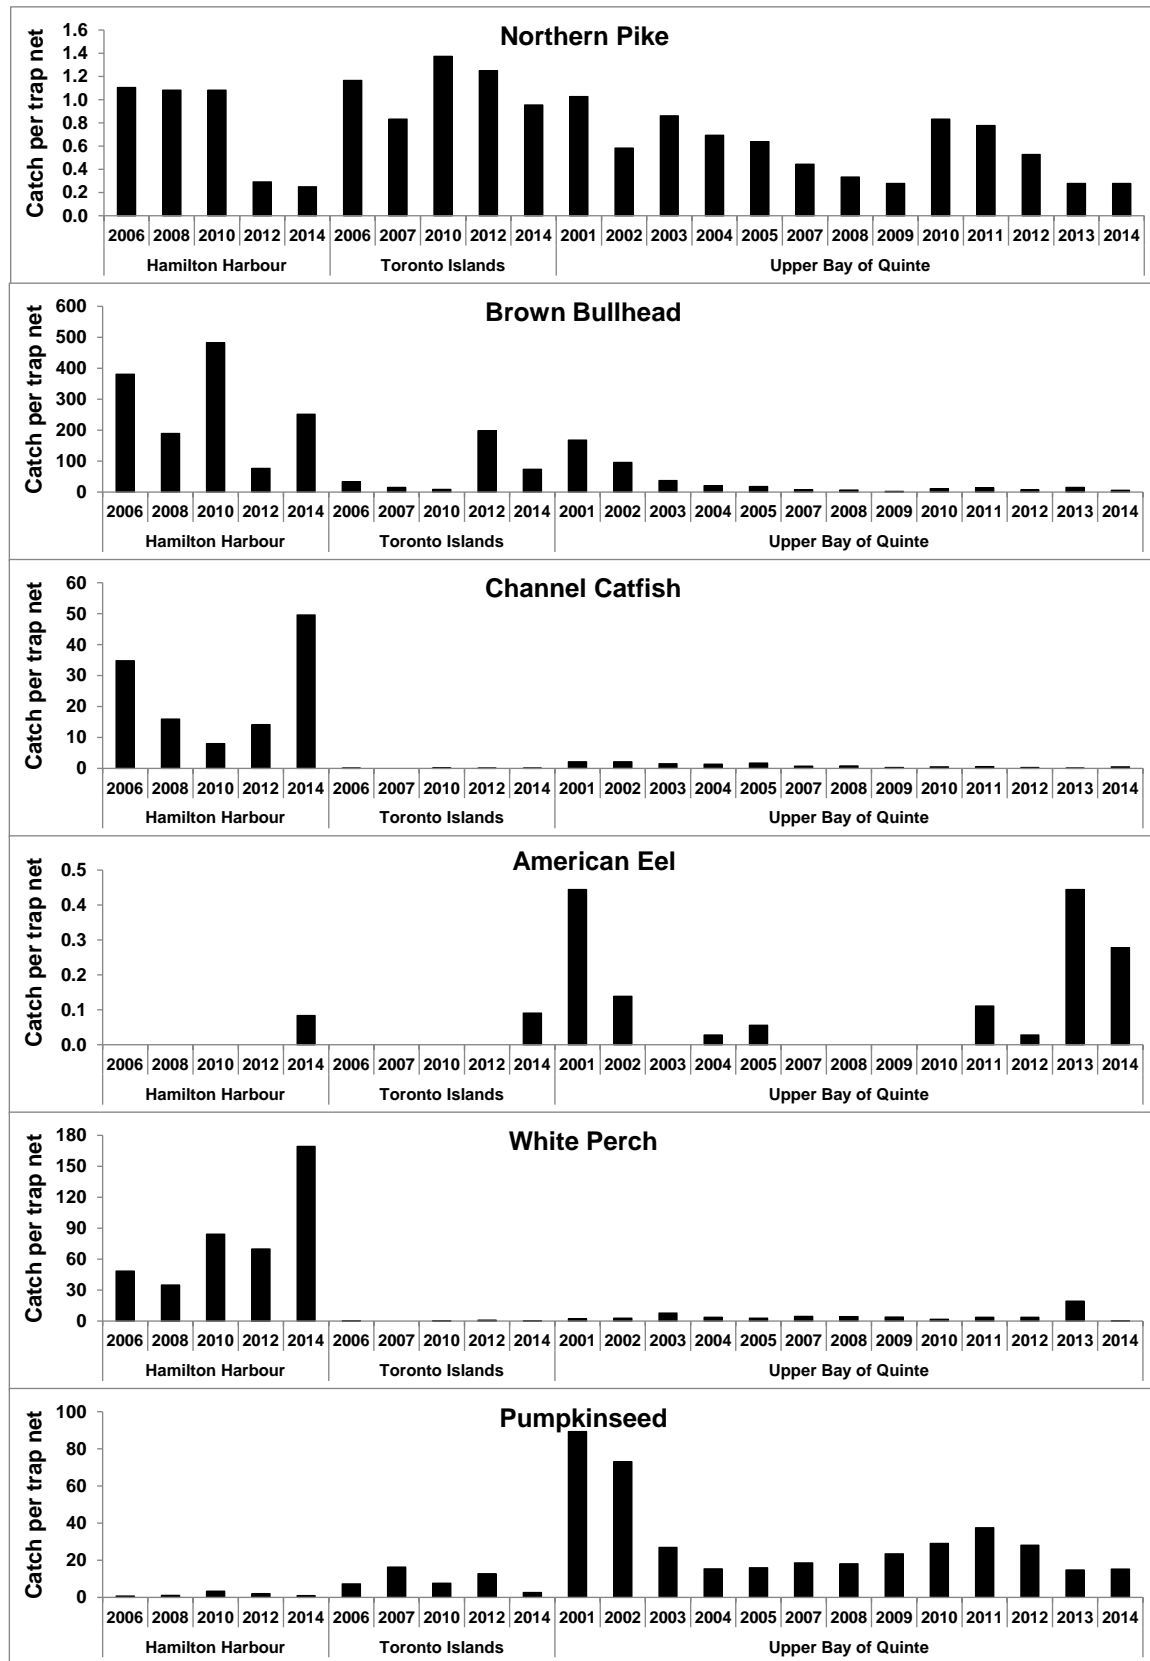 Northern Pike
Catch per trap net
1.6
1.4
1.2
1.0
0.8
0.6
0.4
0.2
0.0
2006 2008 2010 2012 2014 2006 2007 2010 2012 2014 2001 2002 2003 2004 2005 2007 2008 2009 2010 2011 2012 2013 2014
Hamilton Harbour Toronto Islands Upper Bay of Quinte
Brown Bullhead
Catch per trap net
600
500
400
300
200
100
0
2006 2008 2010 2012 2014 2006 2007 2010 2012 2014 2001 2002 2003 2004 2005 2007 2008 2009 2010 2011 2012 2013 2014
Hamilton Harbour Toronto Islands Upper Bay of Quinte
Channel Catfish
Catch per trap net
60
50
40
30
20
10
0
2006 2008 2010 2012 2014 2006 2007 2010 2012 2014 2001 2002 2003 2004 2005 2007 2008 2009 2010 2011 2012 2013 2014
Hamilton Harbour Toronto Islands Upper Bay of Quinte
American Eel
Catch per trap net
0.5
0.4
0.3
0.2
0.1
0.0
2006 2008 2010 2012 2014 2006 2007 2010 2012 2014 2001 2002 2003 2004 2005 2007 2008 2009 2010 2011 2012 2013 2014
Hamilton Harbour Toronto Islands Upper Bay of Quinte
White Perch
Catch per trap net
180
150
120
90
60
30
0
2006 2008 2010 2012 2014 2006 2007 2010 2012 2014 2001 2002 2003 2004 2005 2007 2008 2009 2010 2011 2012 2013 2014
Hamilton Harbour Toronto Islands Upper Bay of Quinte
Pumpkinseed
Catch per trap net
100
80
60
40
20
0
2006 2008 2010 2012 2014 2006 2007 2010 2012 2014 2001 2002 2003 2004 2005 2007 2008 2009 2010 2011 2012 2013 2014
Hamilton Harbour Toronto Islands Upper Bay of Quinte